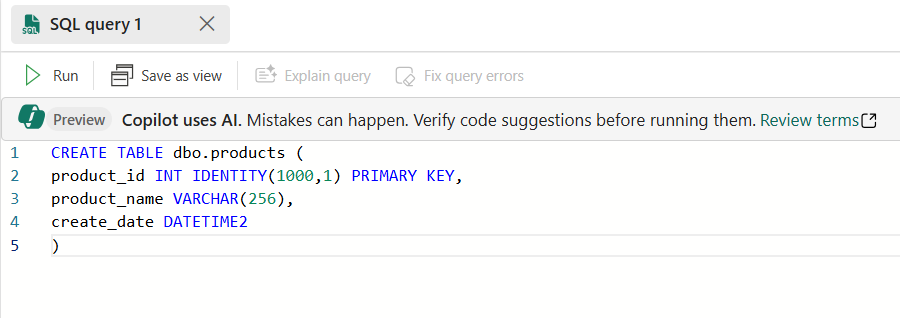 SQL query 1
Run
Save as view
Explain query
Fix query errors
Preview Copilot uses AI. Mistakes can happen. Verify code suggestions before running them. Review terms
1 CREATE TABLE dbo.products (
2 product_id INT IDENTITY(1000,1) PRIMARY KEY,
3 product_name VARCHAR(256),
4 create_date DATETIME2
5 )